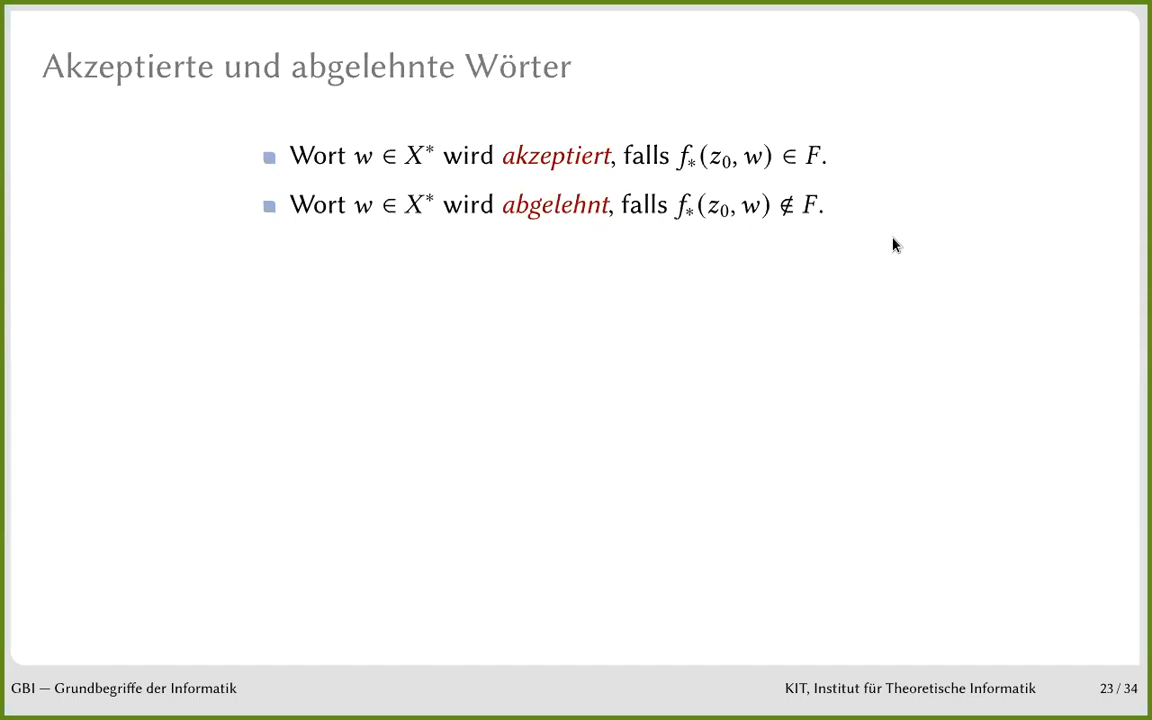 Akzeptierte und abgelehnte Wörter
Wort w ∈ X* wird akzeptiert, falls f∗(z₀, w) ∈ F.
Wort w ∈ X* wird abgelehnt, falls f∗(z₀, w) ∉ F.
GBI — Grundbegriffe der Informatik
KIT, Institut für Theoretische Informatik
23 / 34